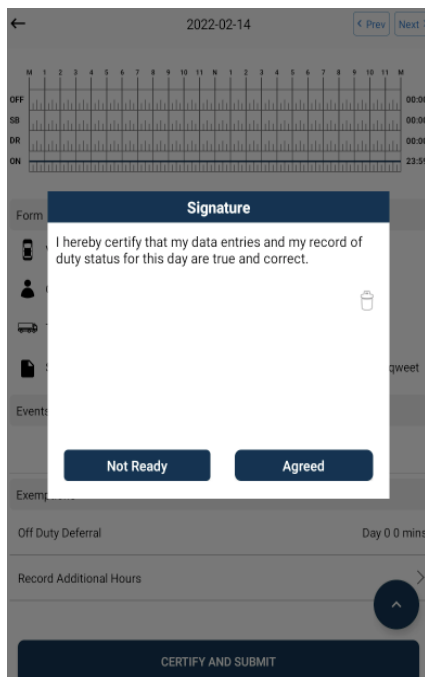 2022-02-14
Prev Next
M 1 2 3 4 5 6 7 8 9 10 11 N 1 2 3 4 5 6 7 8 9 10 11 M
OFF
SB
DR
ON
Form
Signature
I hereby certify that my data entries and my record of
duty status for this day are true and correct.
qweet
Events
Not Ready Agreed
Off Duty Deferral Day 0 0 mins
Record Additional Hours
CERTIFY AND SUBMIT